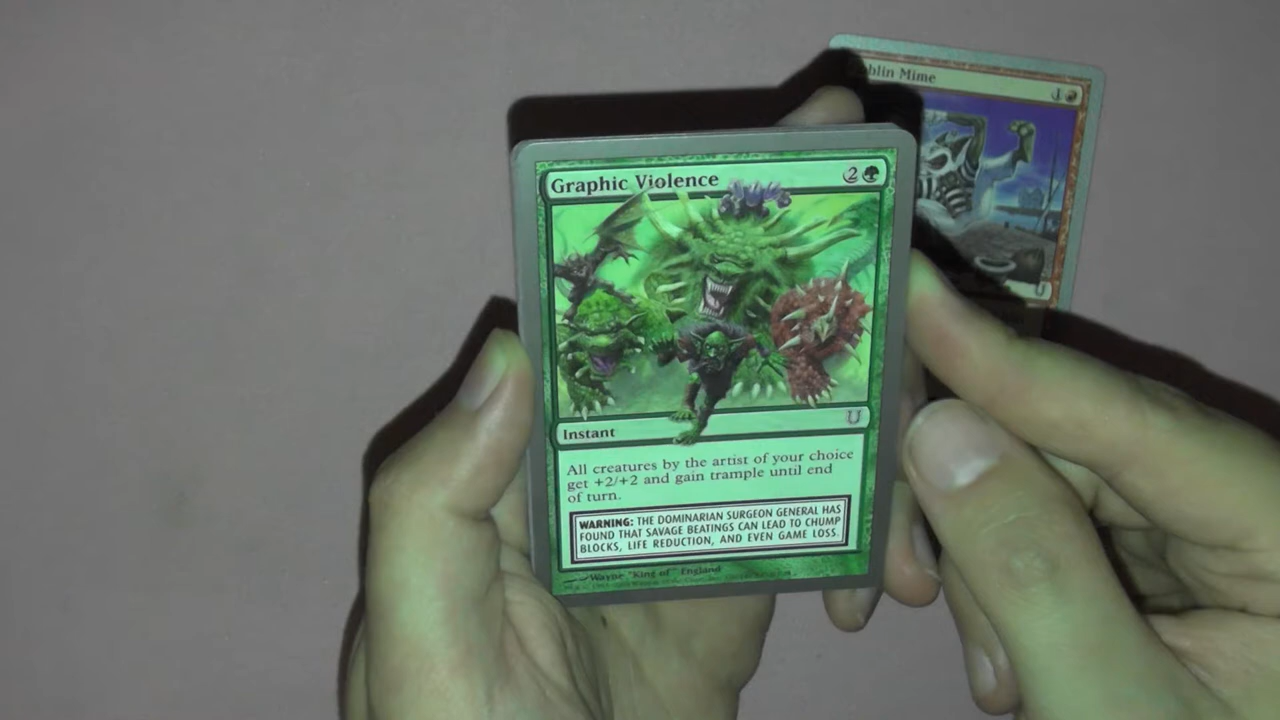 Graphic Violence 2
blin Mime 1
Instant
All creatures by the artist of your choice
get +2/+2 and gain trample until end
of turn.
WARNING: THE DOMINARIAN SURGEON GENERAL HAS
FOUND THAT SAVAGE BEATINGS CAN LEAD TO CHUMP
BLOCKS, LIFE REDUCTION, AND EVEN GAME LOSS.
Wayne "King of" England